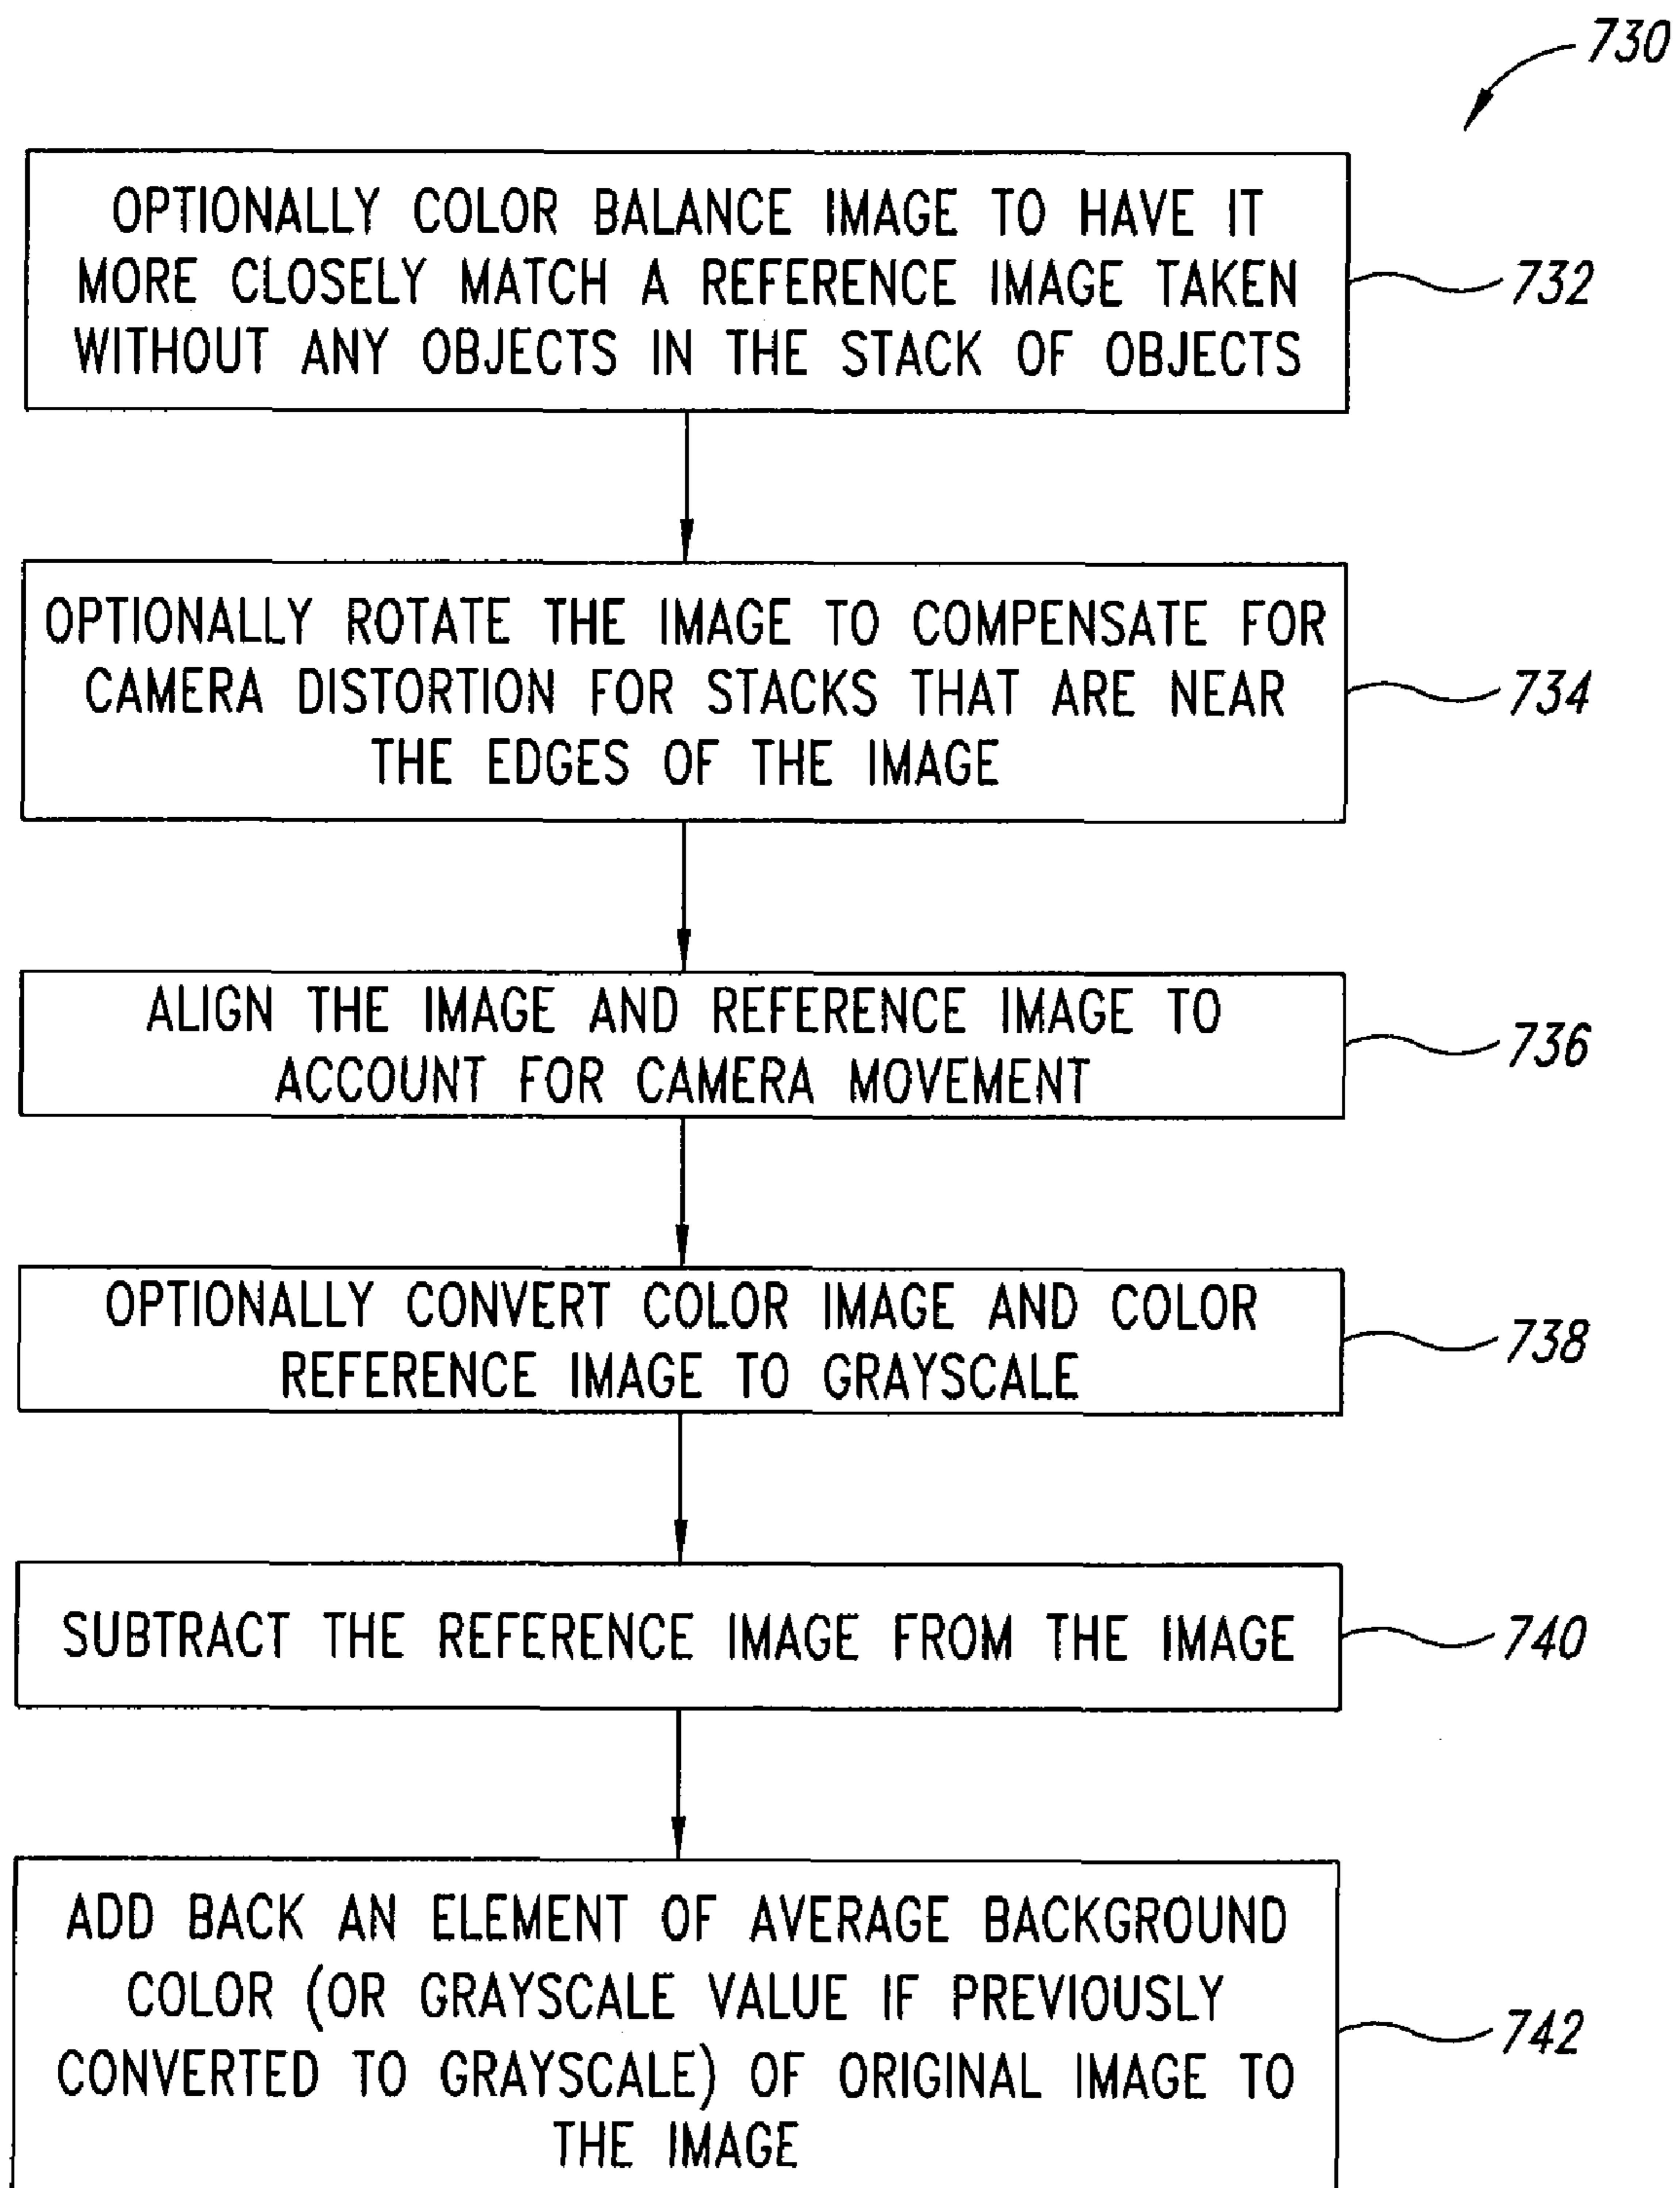 730
OPTIONALLY COLOR BALANCE IMAGE TO HAVE IT
MORE CLOSELY MATCH A REFERENCE IMAGE TAKEN
WITHOUT ANY OBJECTS IN THE STACK OF OBJECTS
732
OPTIONALLY ROTATE THE IMAGE TO COMPENSATE FOR
CAMERA DISTORTION FOR STACKS THAT ARE NEAR
THE EDGES OF THE IMAGE
734
ALIGN THE IMAGE AND REFERENCE IMAGE TO
ACCOUNT FOR CAMERA MOVEMENT
736
OPTIONALLY CONVERT COLOR IMAGE AND COLOR
REFERENCE IMAGE TO GRAYSCALE
738
SUBTRACT THE REFERENCE IMAGE FROM THE IMAGE
740
ADD BACK AN ELEMENT OF AVERAGE BACKGROUND
COLOR (OR GRAYSCALE VALUE IF PREVIOUSLY
CONVERTED TO GRAYSCALE) OF ORIGINAL IMAGE TO
THE IMAGE
742